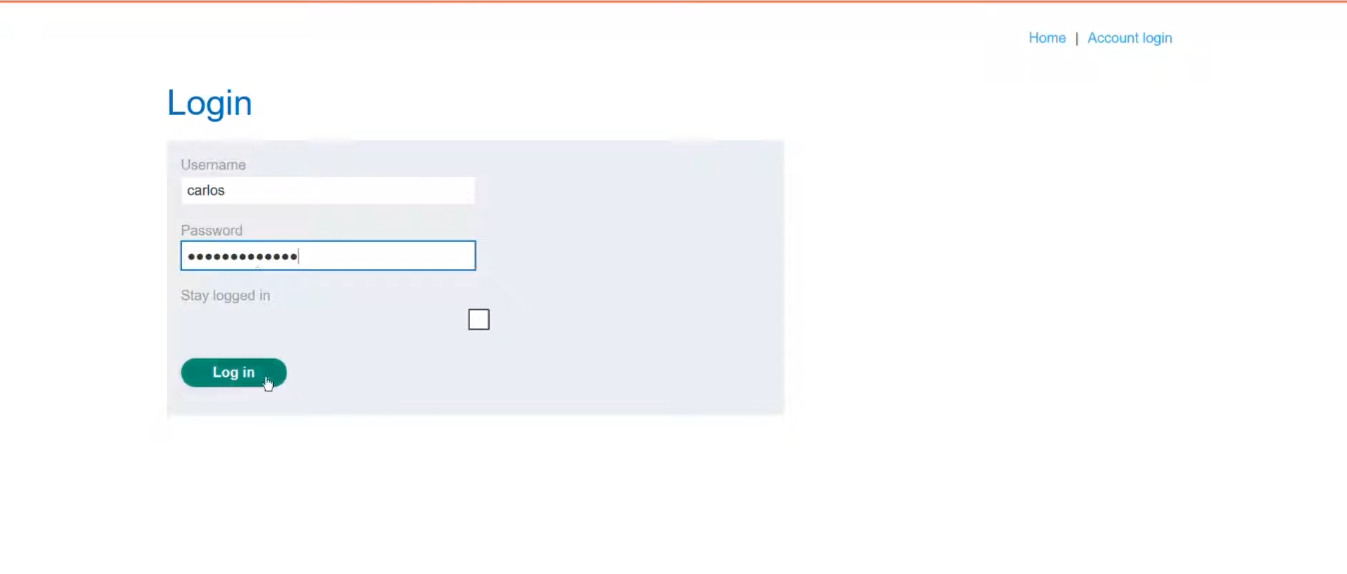 Home | Account login
Login
Username
carlos
Password
•••••••••••••
Stay logged in
Log in